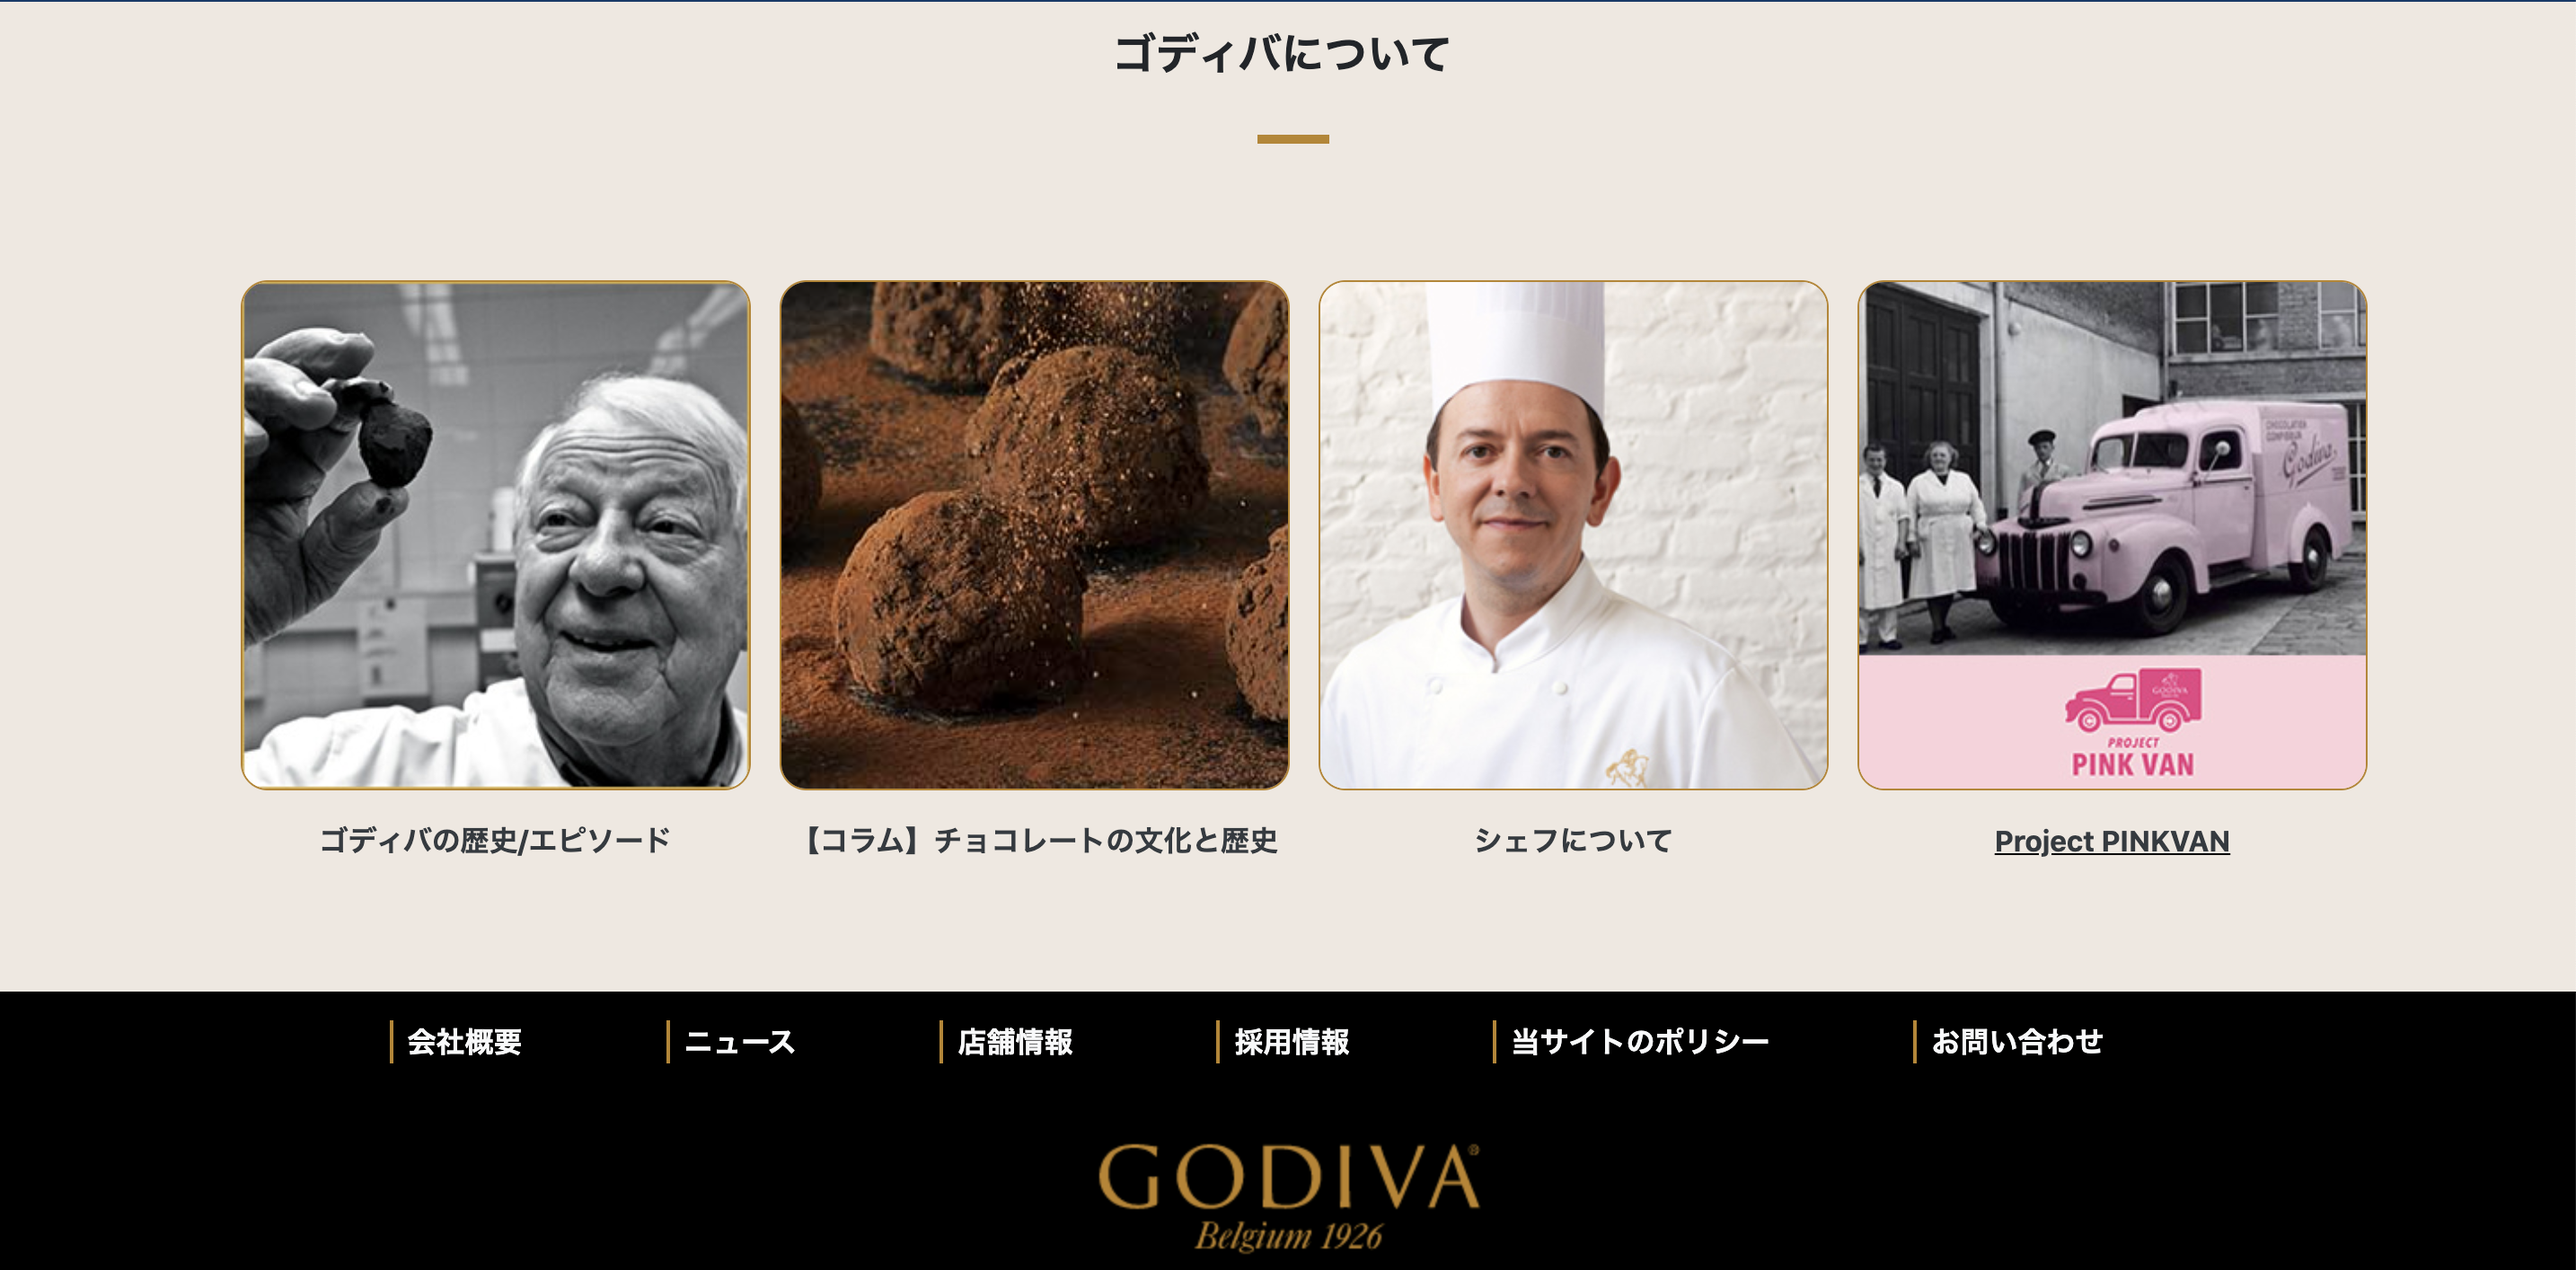 ゴディバについて
CHOCOLATIER
Godiva
GODIVA
PROJECT
PINK VAN
ゴディバの歴史/エピソード
【コラム】チョコレートの文化と歴史
シェフについて
Project PINKVAN
会社概要
ニュース
店舗情報
採用情報
当サイトのポリシー
お問い合わせ
GODIVA®
Belgium 1926